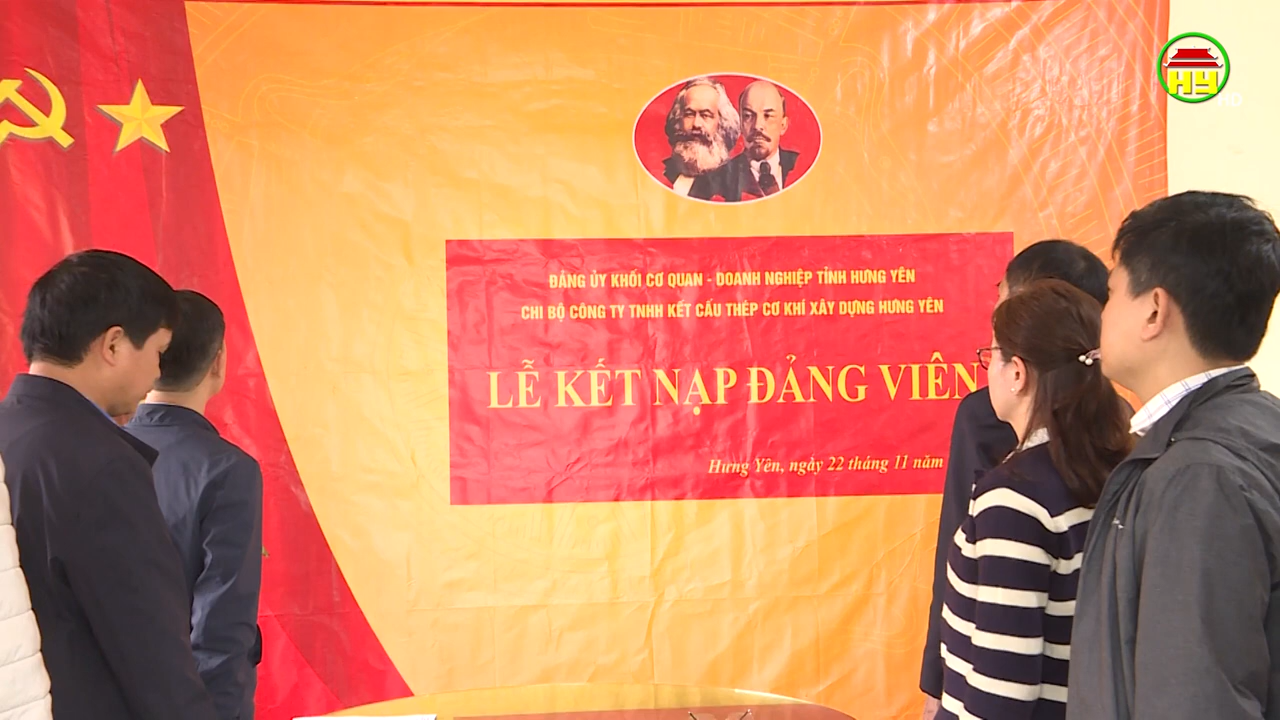 HY
HD
ĐẢNG ỦY KHỐI CƠ QUAN - DOANH NGHIỆP TỈNH HƯNG YÊN
CHI BỘ CÔNG TY TNHH KẾT CẤU THÉP CƠ KHÍ XÂY DỰNG HƯNG YÊN
LỄ KẾT NẠP ĐẢNG VIÊN
Hưng Yên, ngày 22 tháng 11 năm